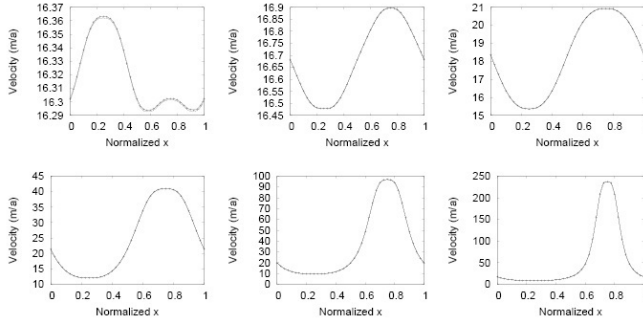 16.37
16.36
16.35
16.34
16.33
16.32
16.31
16.3
16.29
Velocity (m/a)
0 0.2 0.4 0.6 0.8 1
Normalized x
16.9
16.85
16.8
16.75
16.7
16.65
16.6
16.55
16.5
16.45
Velocity (m/a)
0 0.2 0.4 0.6 0.8 1
Normalized x
21
20
19
18
17
16
15
Velocity (m/a)
0 0.2 0.4 0.6 0.8 1
Normalized x
45
40
35
30
25
20
15
10
Velocity (m/a)
0 0.2 0.4 0.6 0.8 1
Normalized x
100
90
80
70
60
50
40
30
20
10
0
Velocity (m/a)
0 0.2 0.4 0.6 0.8 1
Normalized x
250
200
150
100
50
0
Velocity (m/a)
0 0.2 0.4 0.6 0.8 1
Normalized x